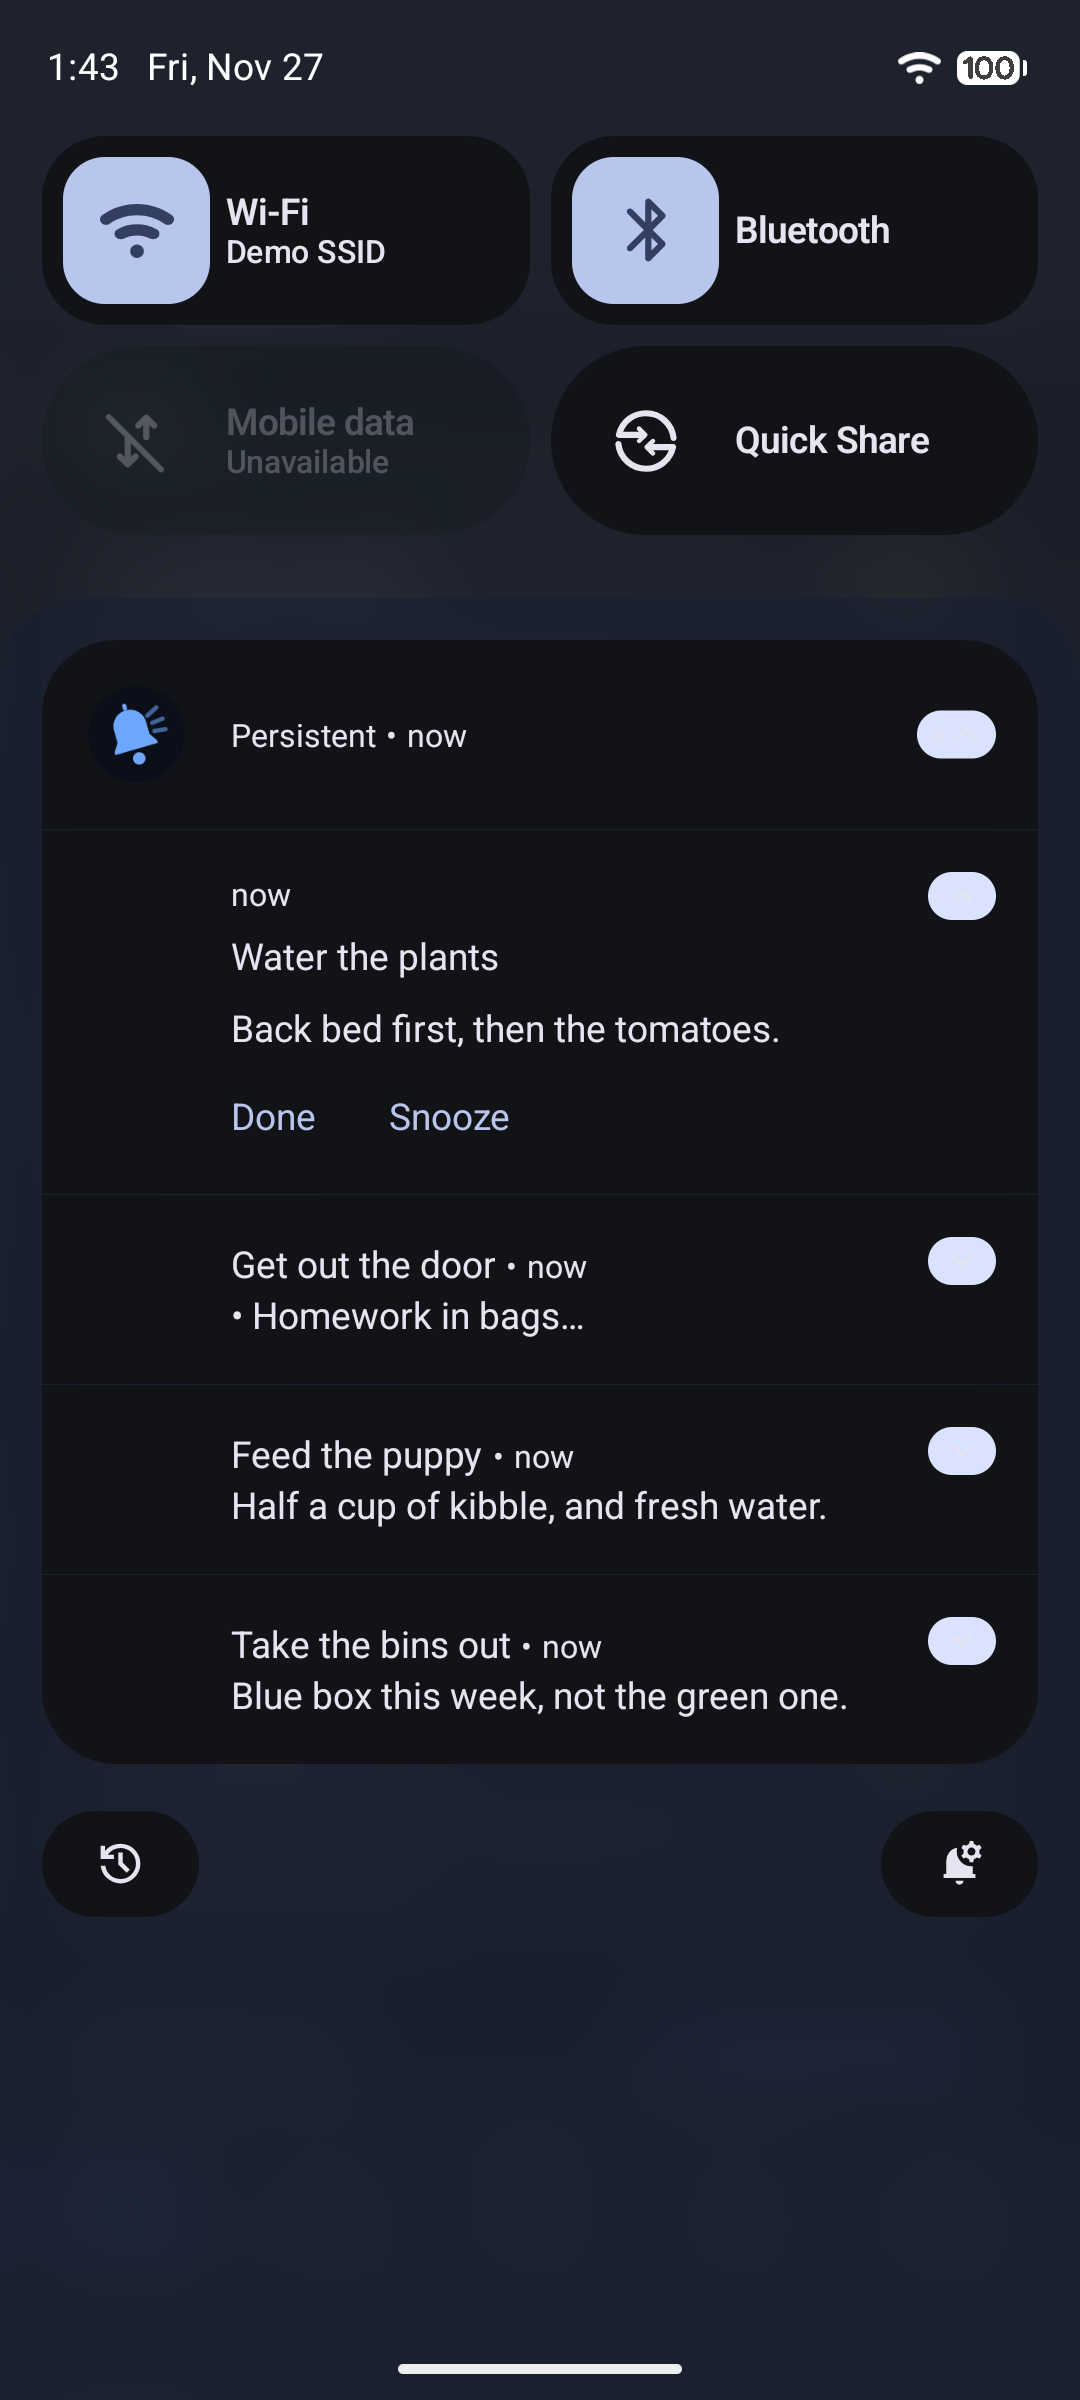 1:43 Fri, Nov 27
100
Wi-Fi
Demo SSID
Bluetooth
Mobile data
Unavailable
Quick Share
Persistent • now
4
now
Water the plants
Back bed first, then the tomatoes.
Done Snooze
Get out the door • now
• Homework in bags…
Feed the puppy • now
Half a cup of kibble, and fresh water.
Take the bins out • now
Blue box this week, not the green one.